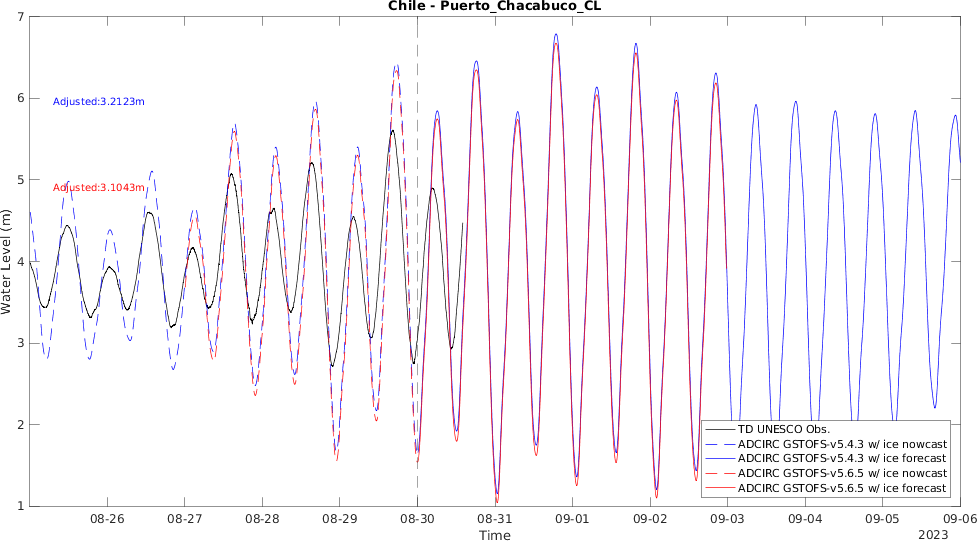 Chile - Puerto_Chacabuco_CL
7
6
5
4
3
2
1
Water Level (m)
Adjusted:3.2123m
Adjusted:3.1043m
TD UNESCO Obs.
ADCIRC GSTOFS-v5.4.3 w/ ice nowcast
ADCIRC GSTOFS-v5.4.3 w/ ice forecast
ADCIRC GSTOFS-v5.6.5 w/ ice nowcast
ADCIRC GSTOFS-v5.6.5 w/ ice forecast
08-26 08-27 08-28 08-29 08-30 08-31 09-01 09-02 09-03 09-04 09-05 09-06
Time
2023